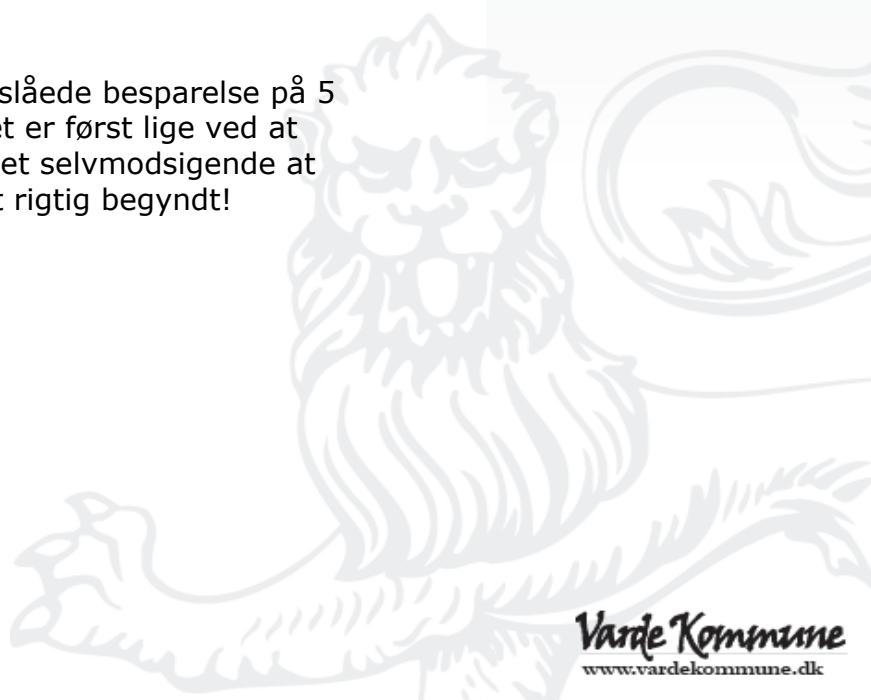 slåede besparelse på 5
et er først lige ved at
et selvmodsigende at
t rigtig begyndt!
Varde Kommune
www.vardekommune.dk